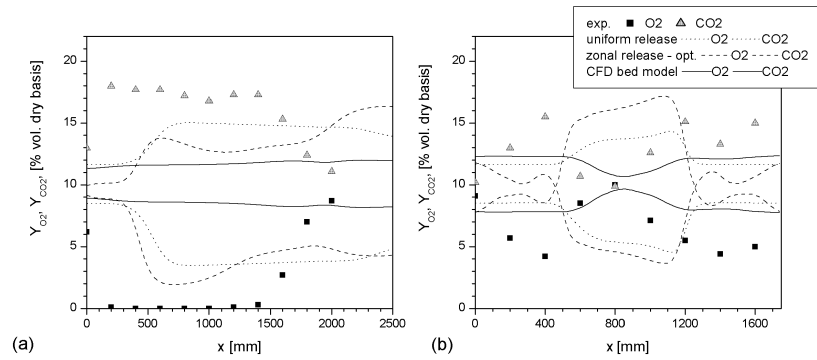 exp. O2 CO2
uniform release O2 CO2
zonal release - opt. O2 CO2
CFD bed model O2 CO2
Y_O2, Y_CO2, [% vol. dry basis]
20
15
10
5
0
0 500 1000 1500 2000 2500
(a) x [mm]
Y_O2, Y_CO2, [% vol. dry basis]
20
15
10
5
0
0 400 800 1200 1600
(b) x [mm]